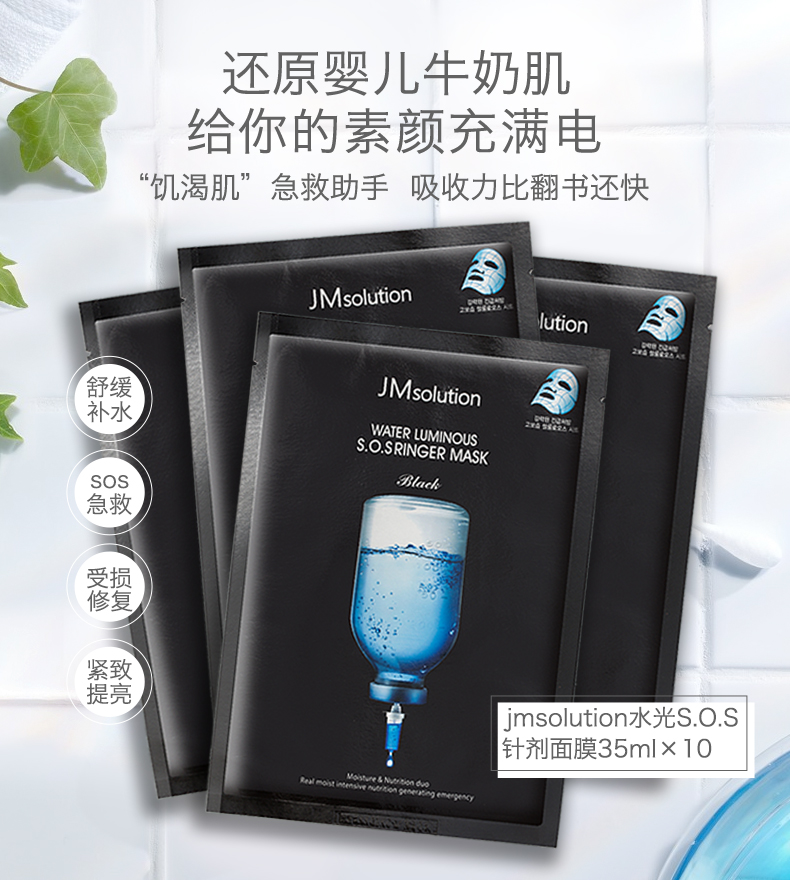 还原婴儿牛奶肌
给你的素颜充满电
“饥渴肌”急救助手 吸收力比翻书还快
JMsolution
lution
JMsolution
WATER LUMINOUS
S.O.S RINGER MASK
Black
舒缓
补水
SOS
急救
受损
修复
紧致
提亮
jmsolution水光S.O.S
针剂面膜35ml×10
Moisture & Nutrition duo
Real moist intensive nutrition generating emergency